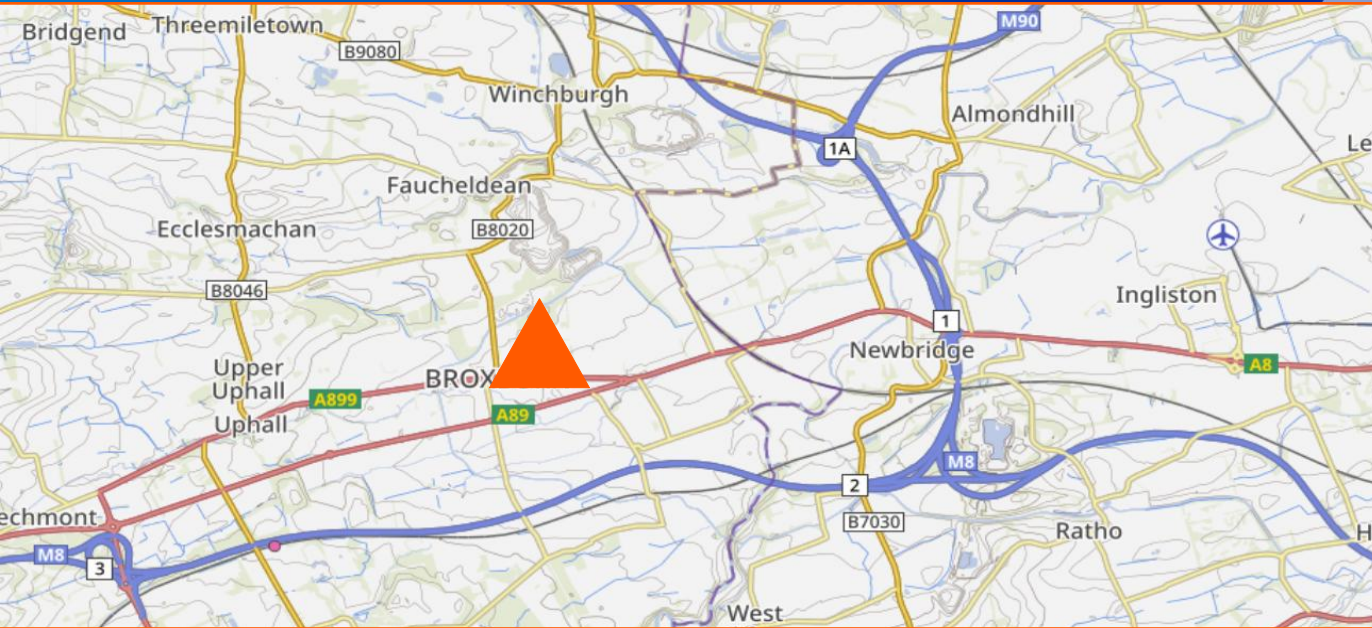 Bridgend
Threemiletown
M90
B9080
Winchburgh
Almondhill
1A
Le
Faucheldean
Ecclesmachan
B8020
B8046
Ingliston
1
Newbridge
A8
Upper
Uphall
BROX
A899
A89
Uphall
M8
2
echmont
B7030
Ratho
H
M8
3
West